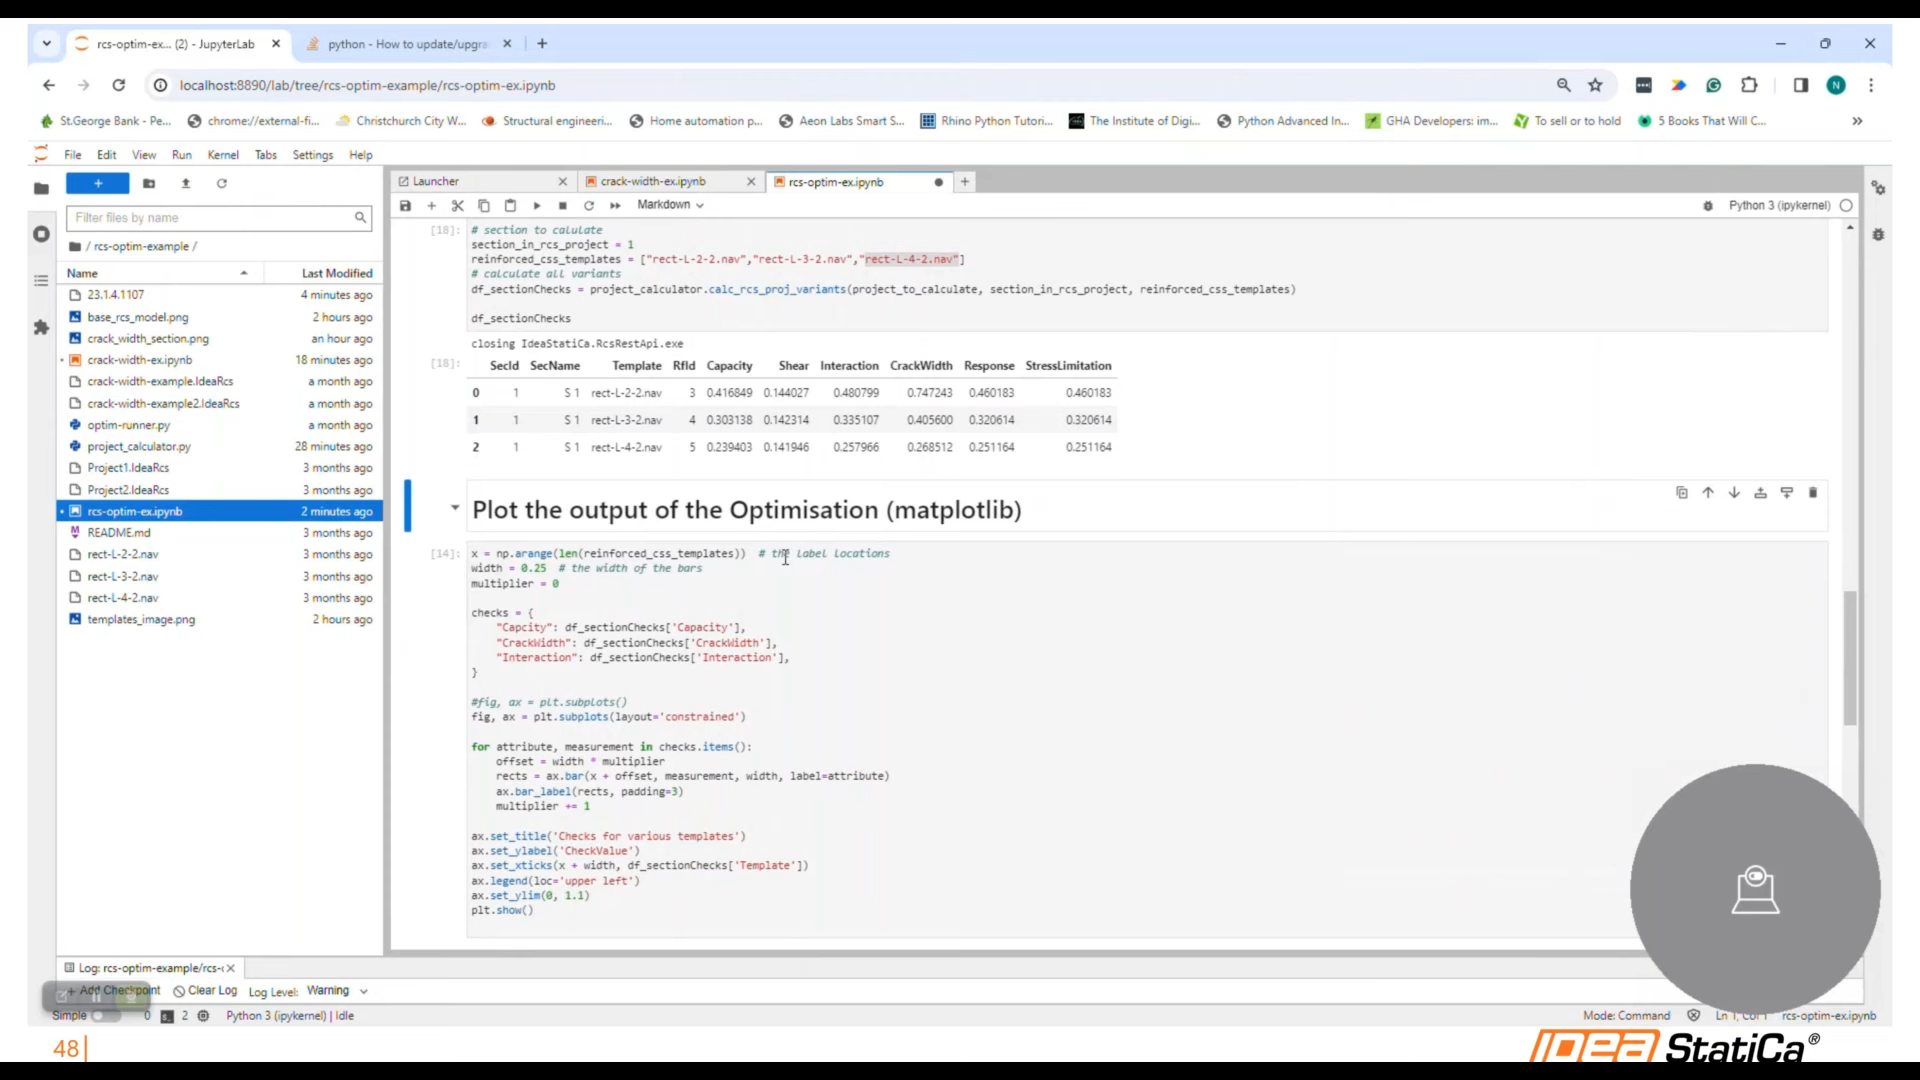 rcs-optim-ex... (2) - JupyterLab
python - How to update/upgra
localhost:8890/lab/tree/rcs-optim-example/rcs-optim-ex.ipynb
N
St.George Bank - Pe...
chrome://external-fi...
Christchurch City W...
Structural engineeri...
Home automation p...
Aeon Labs Smart S...
Rhino Python Tutori...
The Institute of Digi...
Python Advanced In...
GHA Developers: im...
To sell or to hold
5 Books That Will C...
File Edit View Run Kernel Tabs Settings Help
Filter files by name
/ rcs-optim-example /
Name Last Modified
23.1.4.1107 4 minutes ago
base_rcs_model.png 2 hours ago
crack_width_section.png an hour ago
crack-width-ex.ipynb 18 minutes ago
crack-width-example.IdeaRcs a month ago
crack-width-example2.IdeaRcs a month ago
optim-runner.py a month ago
project_calculator.py 28 minutes ago
Project1.IdeaRcs 3 months ago
Project2.IdeaRcs 3 months ago
rcs-optim-ex.ipynb 2 minutes ago
README.md 3 months ago
rect-L-2-2.nav 3 months ago
rect-L-3-2.nav 3 months ago
rect-L-4-2.nav 3 months ago
templates_image.png 2 hours ago
Launcher
crack-width-ex.ipynb
rcs-optim-ex.ipynb
Markdown
Python 3 (ipykernel)
[18]: # section to calulate
section_in_rcs_project = 1
reinforced_css_templates = ["rect-L-2-2.nav","rect-L-3-2.nav","rect-L-4-2.nav"]
# calculate all variants
df_sectionChecks = project_calculator.calc_rcs_proj_variants(project_to_calculate, section_in_rcs_project, reinforced_css_templates)
df_sectionChecks
closing IdeaStatiCa.RcsRestApi.exe
[18]: SecId SecName Template RfId Capacity Shear Interaction CrackWidth Response StressLimitation
0 1 S 1 rect-L-2-2.nav 3 0.416849 0.144027 0.480799 0.747243 0.460183 0.460183
1 1 S 1 rect-L-3-2.nav 4 0.303138 0.142314 0.335107 0.405600 0.320614 0.320614
2 1 S 1 rect-L-4-2.nav 5 0.239403 0.141946 0.257966 0.268512 0.251164 0.251164
Plot the output of the Optimisation (matplotlib)
[14]: x = np.arange(len(reinforced_css_templates)) # the label locations
width = 0.25 # the width of the bars
multiplier = 0
checks = {
"Capcity": df_sectionChecks['Capacity'],
"CrackWidth": df_sectionChecks['CrackWidth'],
"Interaction": df_sectionChecks['Interaction'],
}
#fig, ax = plt.subplots()
fig, ax = plt.subplots(layout='constrained')
for attribute, measurement in checks.items():
offset = width * multiplier
rects = ax.bar(x + offset, measurement, width, label=attribute)
ax.bar_label(rects, padding=3)
multiplier += 1
ax.set_title('Checks for various templates')
ax.set_ylabel('CheckValue')
ax.set_xticks(x + width, df_sectionChecks['Template'])
ax.legend(loc='upper left')
ax.set_ylim(0, 1.1)
plt.show()
Log: rcs-optim-example/rcs-
Add Checkpoint Clear Log Log Level: Warning
Simple 0 2 Python 3 (ipykernel) | Idle
Mode: Command
rcs-optim-ex.ipynb
48
IDEA StatiCa®